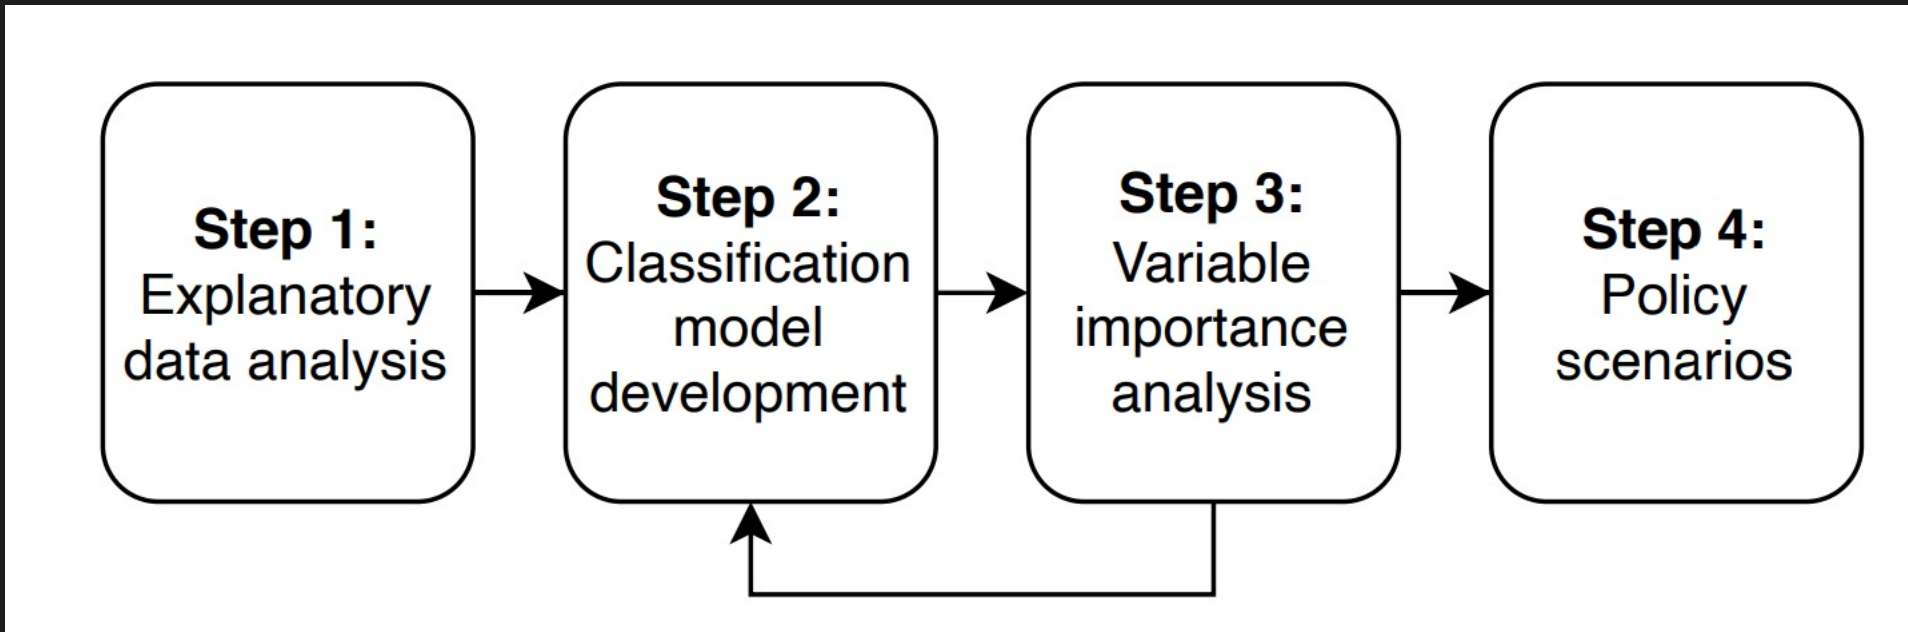 Step 1:
Explanatory
data analysis
Step 2:
Classification
model
development
Step 3:
Variable
importance
analysis
Step 4:
Policy
scenarios